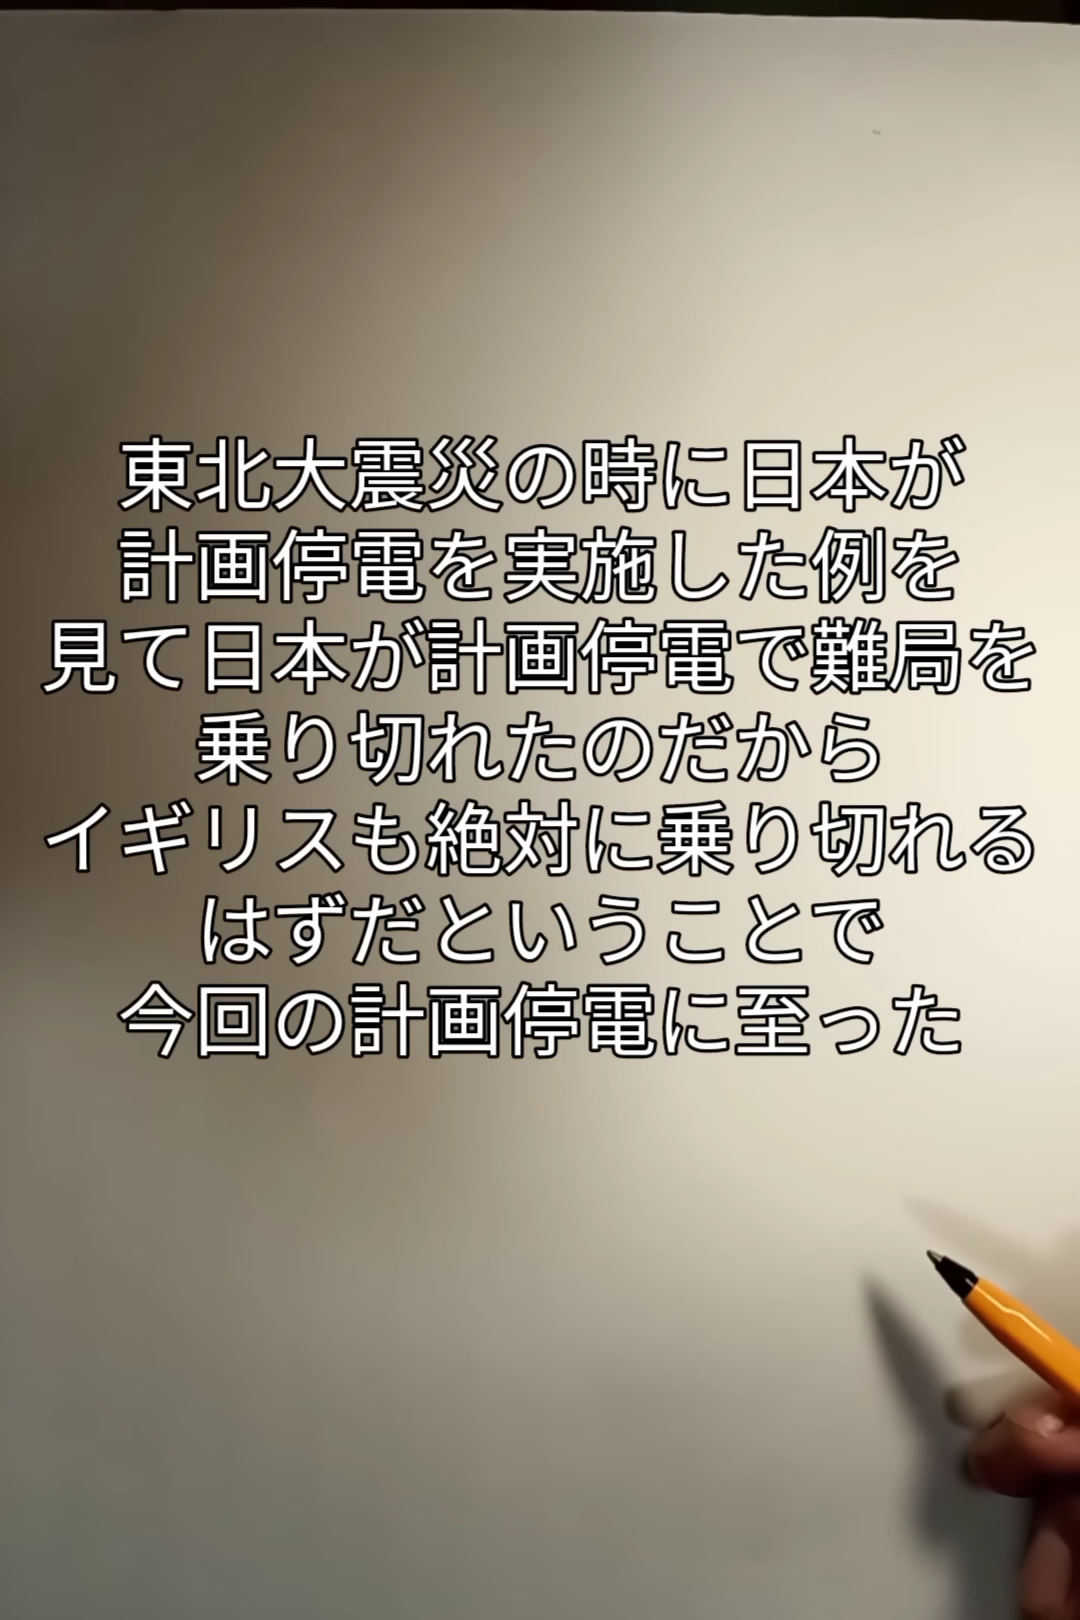 東北大震災の時に日本が
計画停電を実施した例を
見て日本が計画停電で難局を
乗り切れたのだから
イギリスも絶対に乗り切れる
はずだということで
今回の計画停電に至った